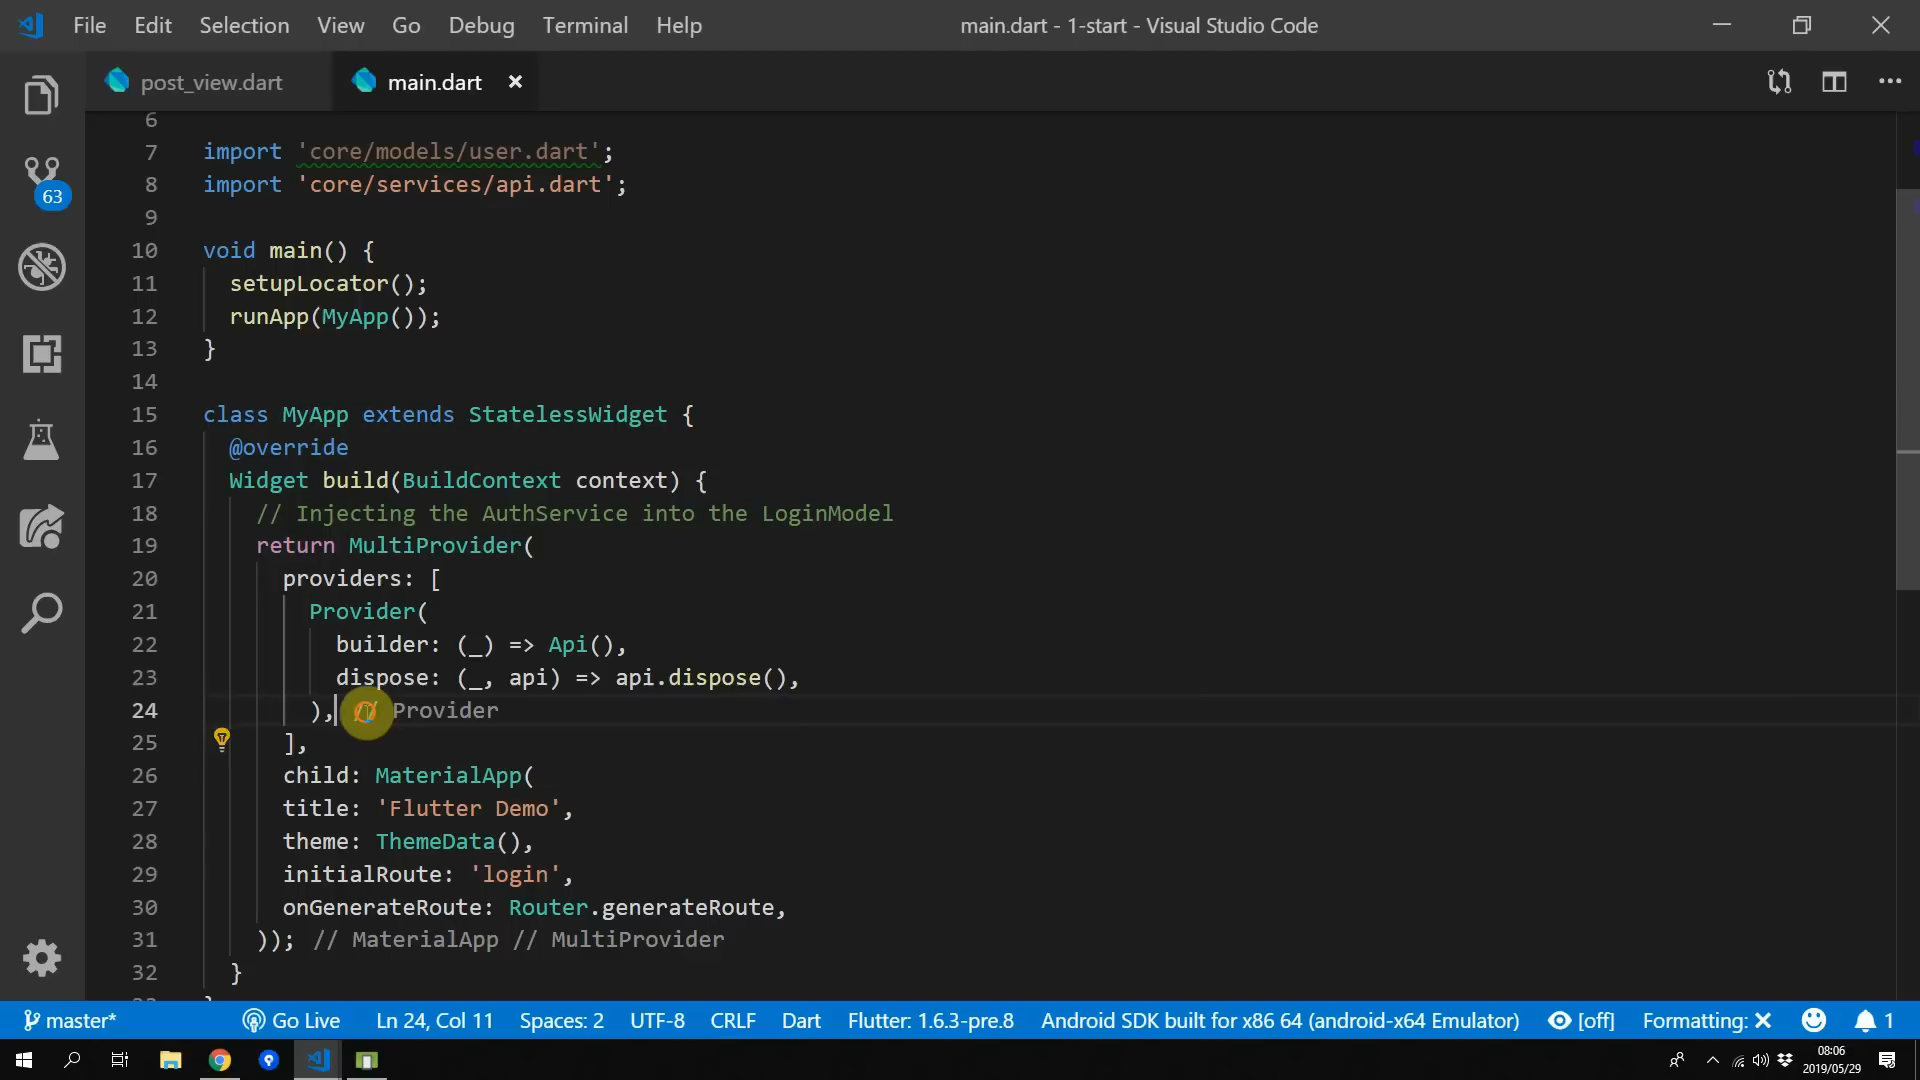 File Edit Selection View Go Debug Terminal Help main.dart - 1-start - Visual Studio Code
post_view.dart main.dart
6
7 import 'core/models/user.dart';
8 import 'core/services/api.dart';
9
10 void main() {
11 setupLocator();
12 runApp(MyApp());
13 }
14
15 class MyApp extends StatelessWidget {
16 @override
17 Widget build(BuildContext context) {
18 // Injecting the AuthService into the LoginModel
19 return MultiProvider(
20 providers: [
21 Provider(
22 builder: (_) => Api(),
23 dispose: (_, api) => api.dispose(),
24 ), // Provider
25 ],
26 child: MaterialApp(
27 title: 'Flutter Demo',
28 theme: ThemeData(),
29 initialRoute: 'login',
30 onGenerateRoute: Router.generateRoute,
31 )); // MaterialApp // MultiProvider
32 }
63
master* Go Live Ln 24, Col 11 Spaces: 2 UTF-8 CRLF Dart Flutter: 1.6.3-pre.8 Android SDK built for x86 64 (android-x64 Emulator) [off] Formatting: ✕ 1
08:06
2019/05/29